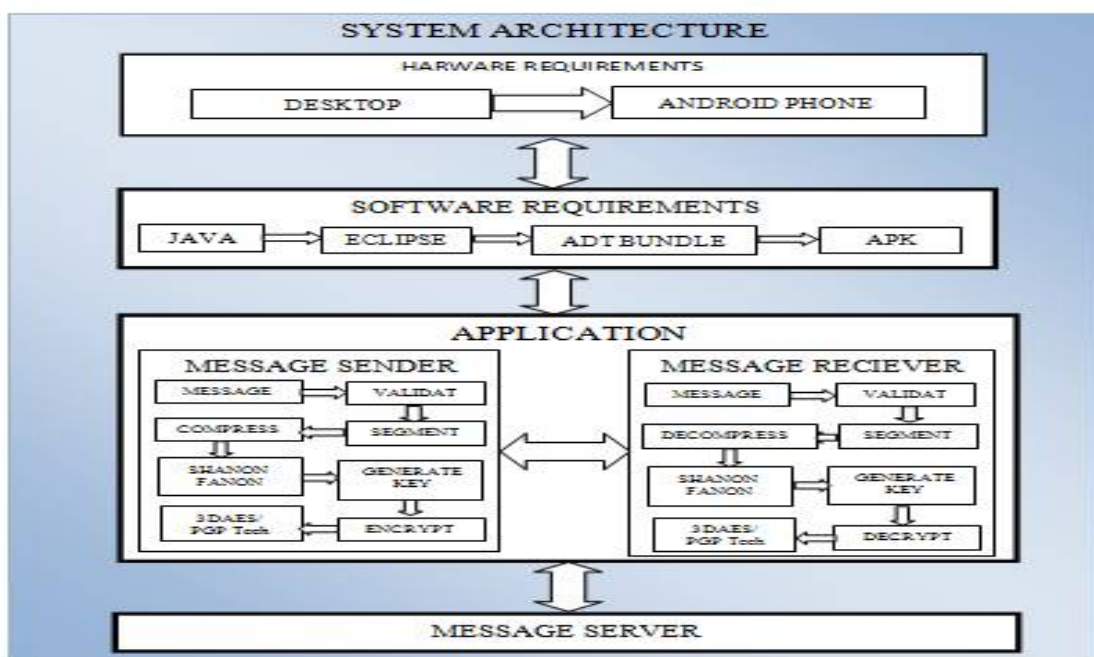 SYSTEM ARCHITECTURE
HARWARE REQUIREMENTS
DESKTOP
ANDROID PHONE
SOFTWARE REQUIREMENTS
JAVA
ECLIPSE
ADT BUNDLE
APK
APPLICATION
MESSAGE SENDER
MESSAGE
VALIDAT
COMPRESS
SEGMENT
SHANON
FANON
GENERATE
KEY
3DAES/
PGP Tech
ENCRYPT
MESSAGE RECIEVER
MESSAGE
VALIDAT
DECOMPRESS
SEGMENT
SHANON
FANON
GENERATE
KEY
3DAES/
PGP Tech
DECRYPT
MESSAGE SERVER